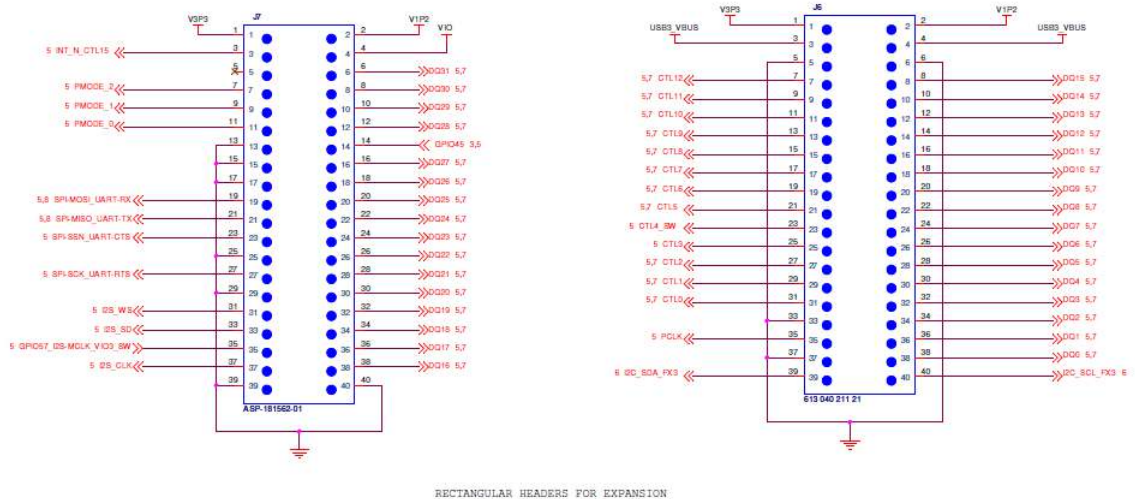 J7
V3P3 1 2 V1P2
VIO
5 INT_N_CTL15 3 4
5 6 DQ31 5,7
5 PMODE_2 7 8 DQ30 5,7
5 PMODE_1 9 10 DQ29 5,7
5 PMODE_0 11 12 DQ28 5,7
13 14 GPIO45 3,5
15 16 DQ27 5,7
17 18 DQ26 5,7
5,8 SPI-MOSI_UART-RX 19 20 DQ25 5,7
5,8 SPI-MISO_UART-TX 21 22 DQ24 5,7
5 SPI-SSN_UART-CTS 23 24 DQ23 5,7
25 26 DQ22 5,7
5 SPI-SCK_UART-RTS 27 28 DQ21 5,7
29 30 DQ20 5,7
5 I2S_WS 31 32 DQ19 5,7
5 I2S_SD 33 34 DQ18 5,7
5 GPIO57_I2S-MCLK_VIO3_SW 35 36 DQ17 5,7
5 I2S_CLK 37 38 DQ16 5,7
39 40
ASP-181562-01
J6
V3P3 1 2 V1P2
USB3_VBUS 3 4 USB3_VBUS
5 6
5,7 CTL12 7 8 DQ15 5,7
5,7 CTL11 9 10 DQ14 5,7
5,7 CTL10 11 12 DQ13 5,7
5,7 CTL9 13 14 DQ12 5,7
5,7 CTL8 15 16 DQ11 5,7
5,7 CTL7 17 18 DQ10 5,7
5,7 CTL6 19 20 DQ9 5,7
5,7 CTL5 21 22 DQ8 5,7
5 CTL4_SW 23 24 DQ7 5,7
5 CTL3 25 26 DQ6 5,7
5,7 CTL2 27 28 DQ5 5,7
5,7 CTL1 29 30 DQ4 5,7
5,7 CTL0 31 32 DQ3 5,7
33 34 DQ2 5,7
5 PCLK 35 36 DQ1 5,7
37 38 DQ0 5,7
6 I2C_SDA_FX3 39 40 I2C_SCL_FX3 6
613 040 211 21
RECTANGULAR HEADERS FOR EXPANSION